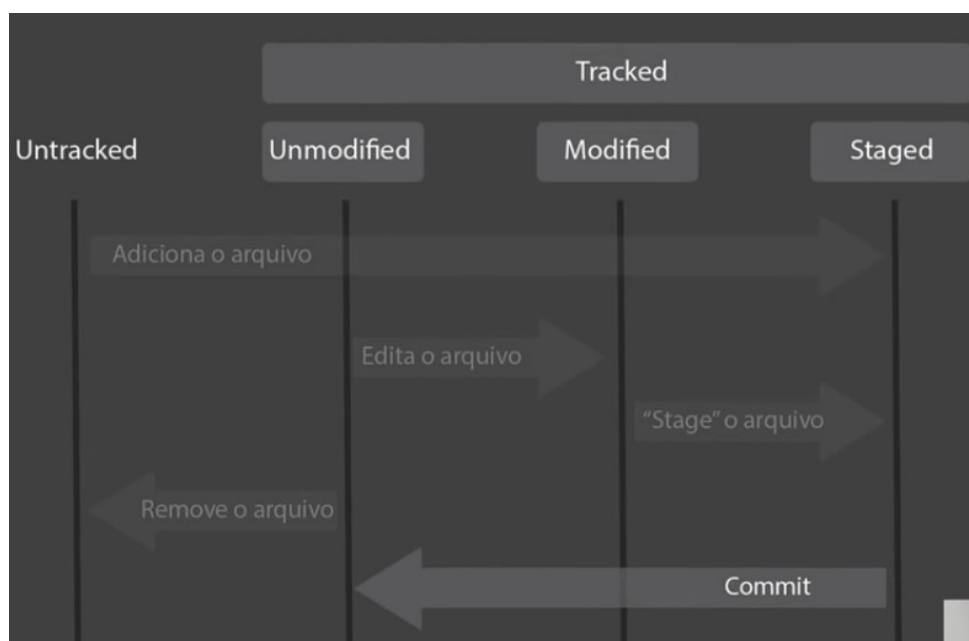 Tracked
Untracked Unmodified Modified Staged
Adiciona o arquivo
Edita o arquivo
“Stage” o arquivo
Remove o arquivo
Commit